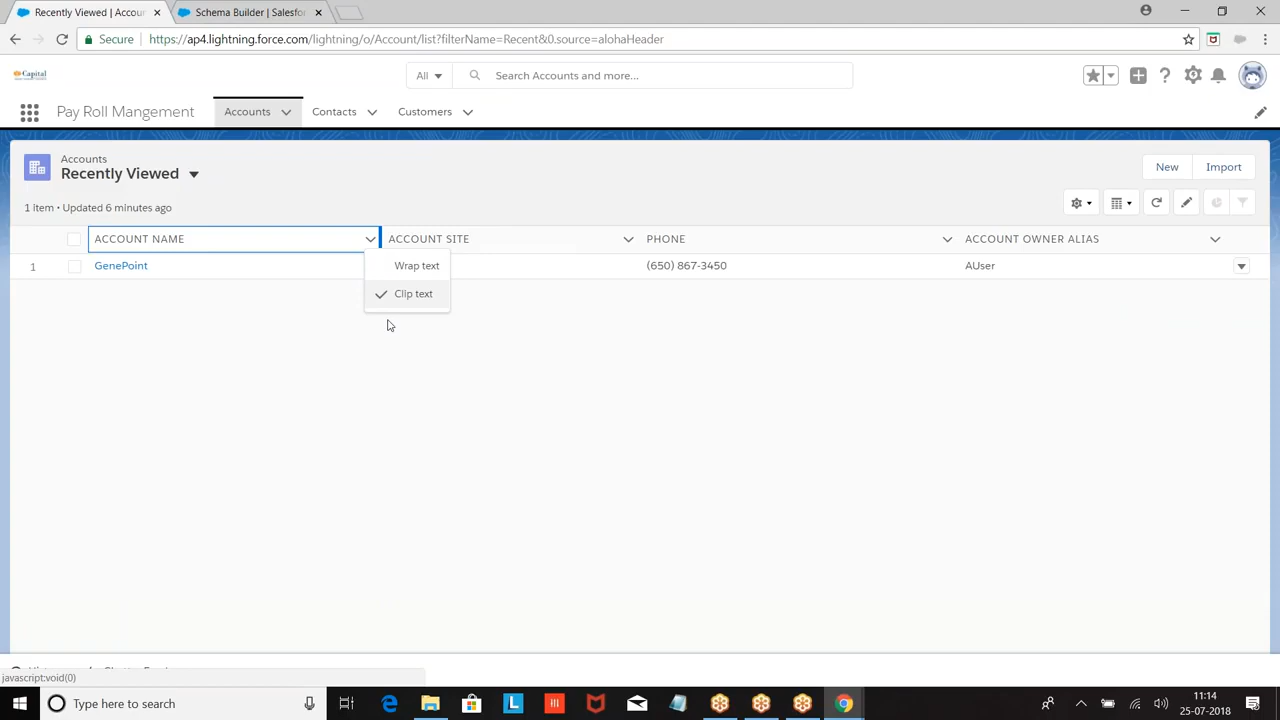 Recently Viewed | Accou
Schema Builder | Salesfo
Secure
https://ap4.lightning.force.com/lightning/o/Account/list?filterName=Recent&0.source=alohaHeader
Capital
All
Search Accounts and more...
Pay Roll Mangement
Accounts
Contacts
Customers
Accounts
Recently Viewed
New
Import
1 Item • Updated 6 minutes ago
ACCOUNT NAME
ACCOUNT SITE
PHONE
ACCOUNT OWNER ALIAS
1
GenePoint
(650) 867-3450
AUser
Wrap text
Clip text
javascript:void(0)
Type here to search
11:14
25-07-2018